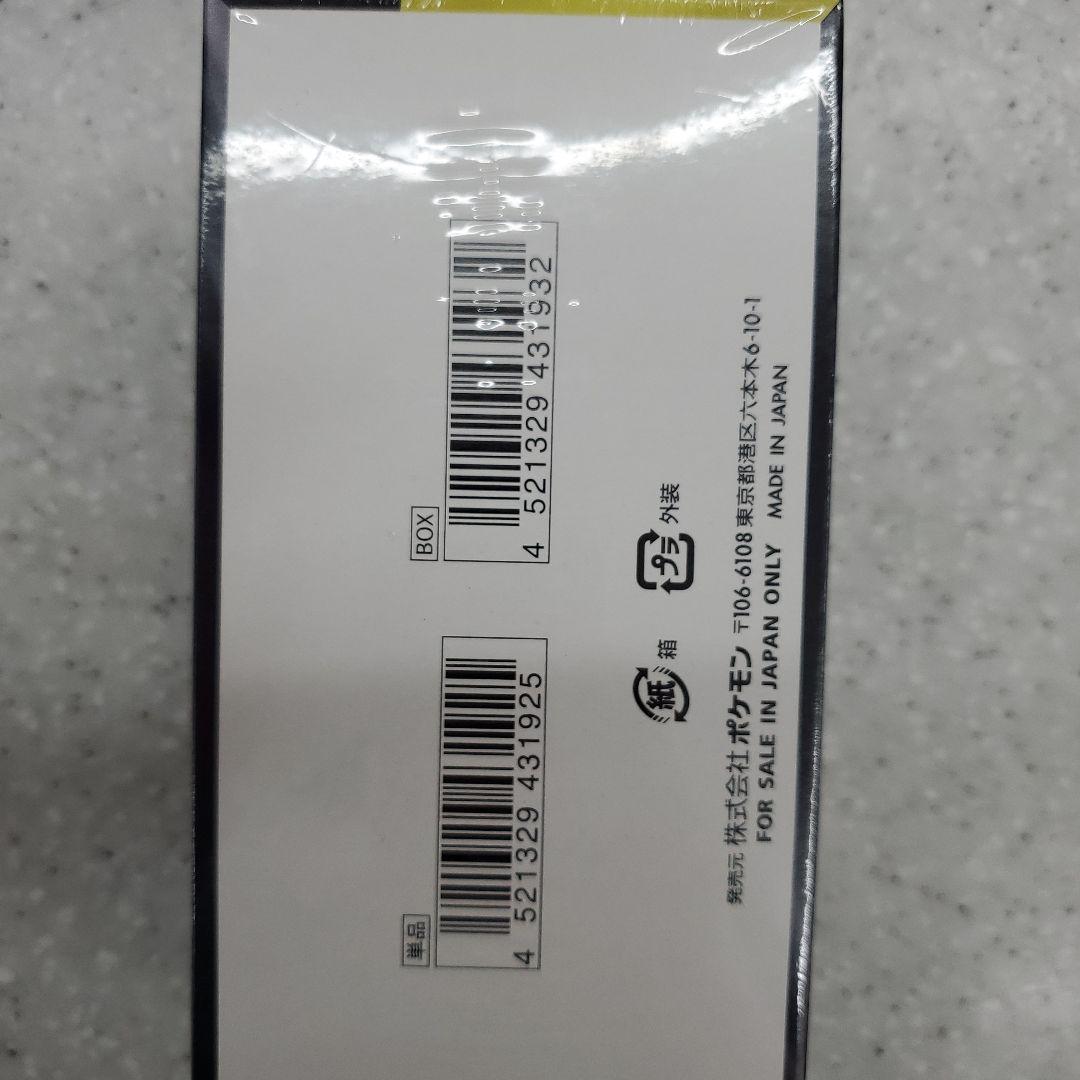 単品
4 521329 431925
BOX
4 521329 431932
紙 箱
プラ 外装
発売元 株式会社 ポケモン 〒106-6108 東京都港区六本木6-10-1
FOR SALE IN JAPAN ONLY MADE IN JAPAN